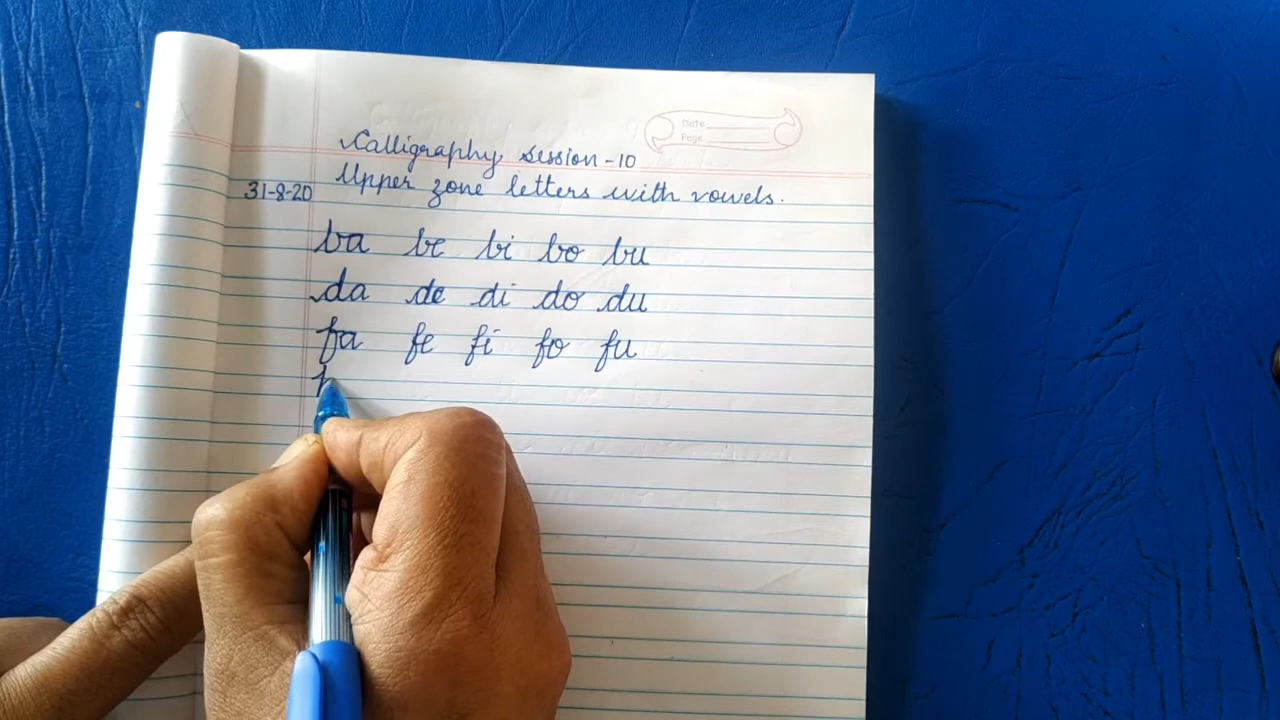 Date
Page
Calligraphy session-10
31-8-20 Upper zone letters with vowels.
ba be bi bo bu
da de di do du
fa fe fi fo fu